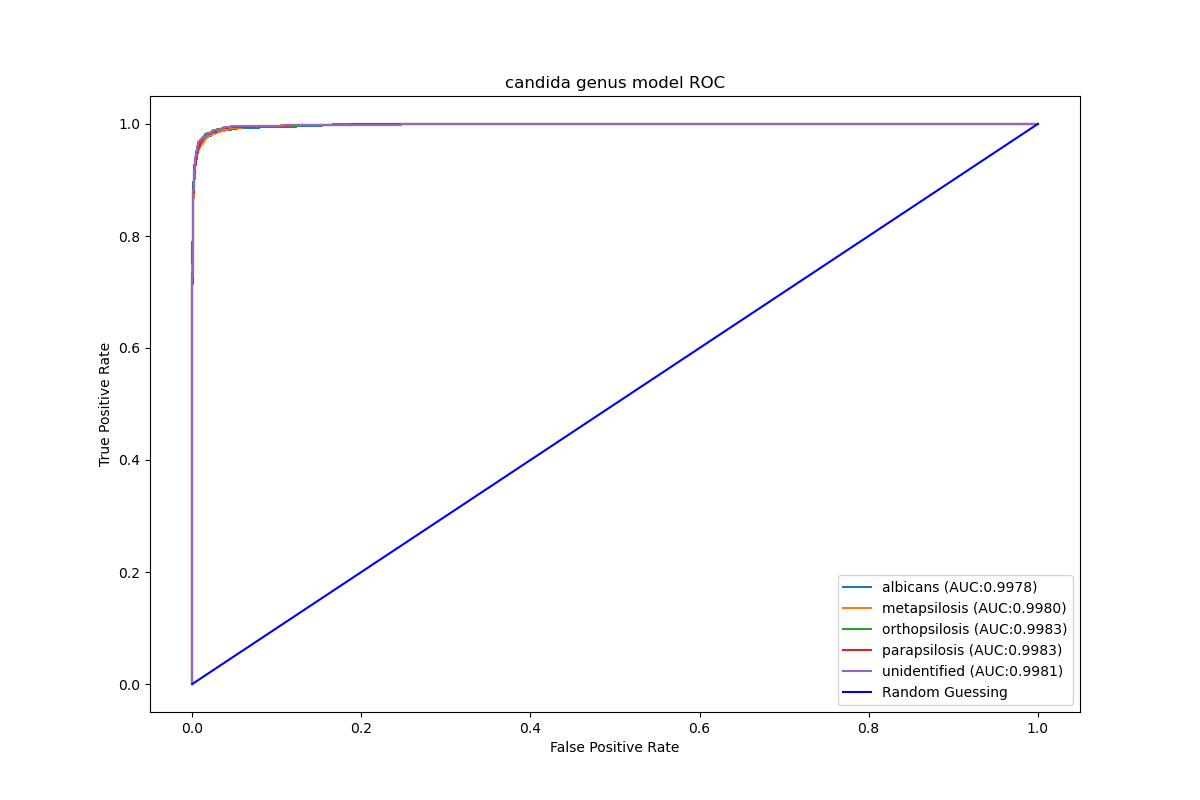 candida genus model ROC
True Positive Rate
1.0
0.8
0.6
0.4
0.2
0.0
0.0 0.2 0.4 0.6 0.8 1.0
False Positive Rate
albicans (AUC:0.9978)
metapsilosis (AUC:0.9980)
orthopsilosis (AUC:0.9983)
parapsilosis (AUC:0.9983)
unidentified (AUC:0.9981)
Random Guessing